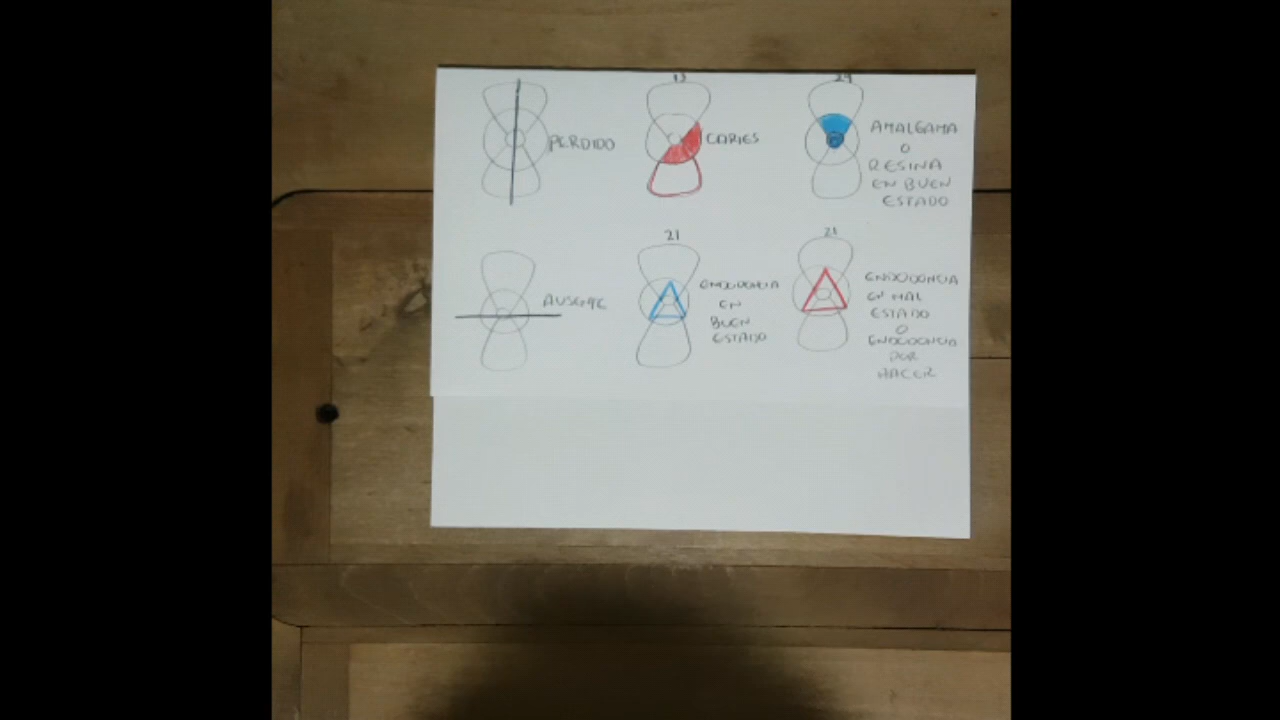 PERDIDO
13
CARIES
24
AMALGAMA
O
RESINA
EN BUEN
ESTADO
AUSENTE
21
ENDODONCIA
EN
BUEN
ESTADO
21
ENDODONCIA
EN MAL
ESTADO
O
ENDODONCIA
POR
HACER